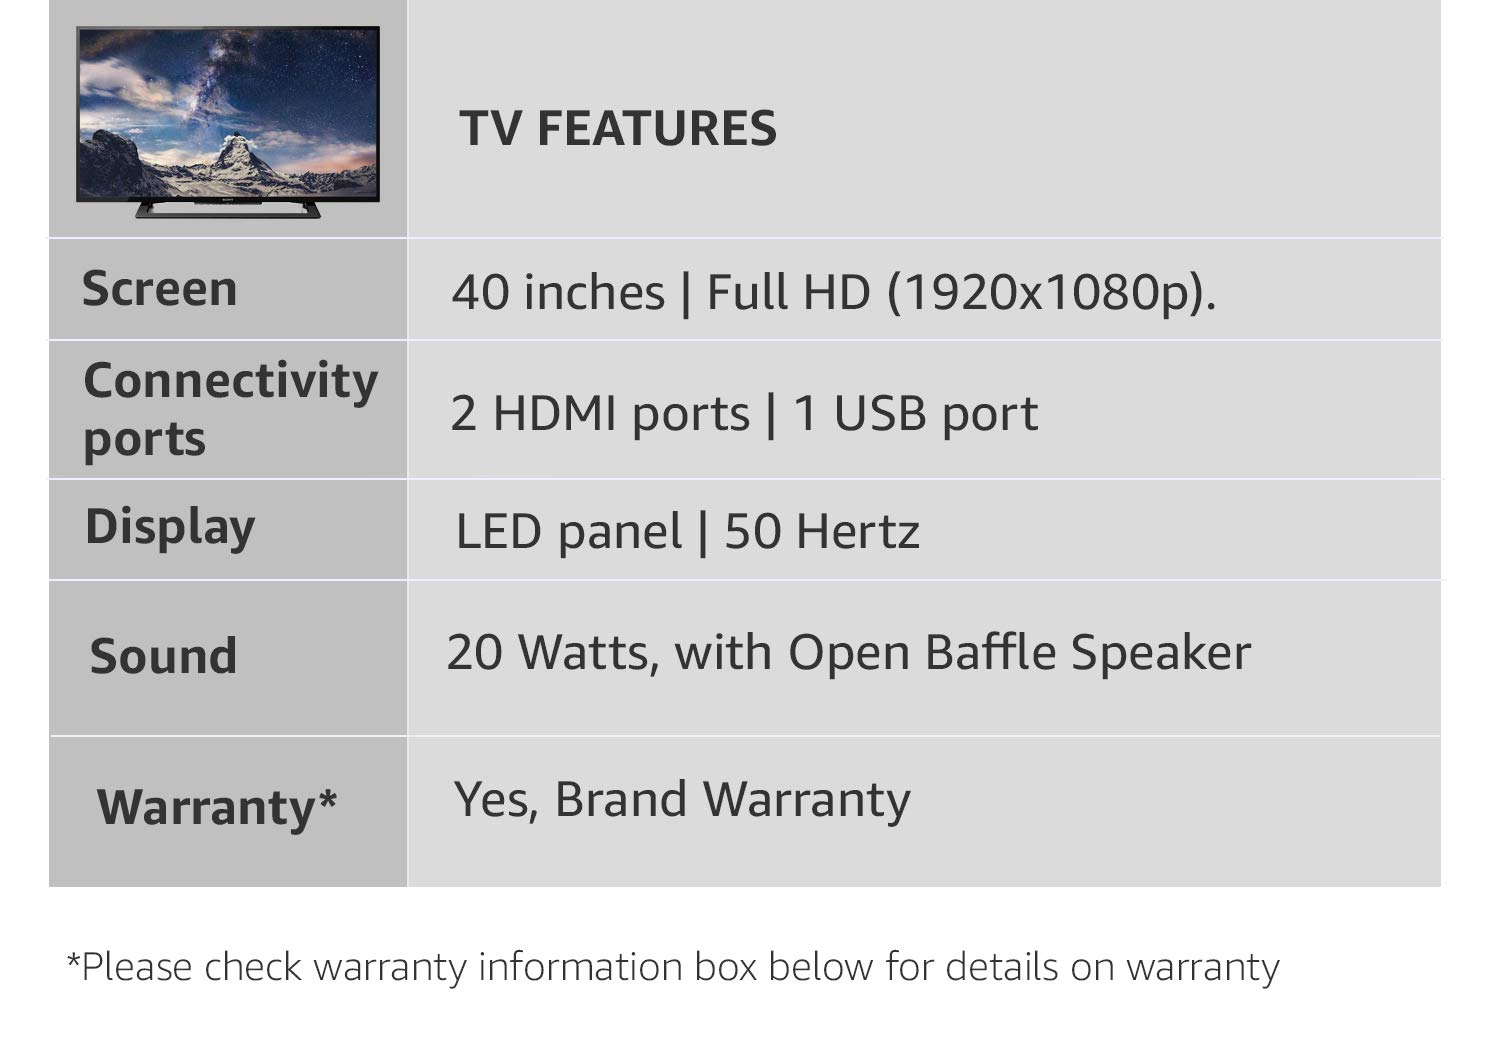 TV FEATURES
Screen
40 inches | Full HD (1920x1080p).
Connectivity
ports
2 HDMI ports | 1 USB port
Display
LED panel | 50 Hertz
Sound
20 Watts, with Open Baffle Speaker
Warranty*
Yes, Brand Warranty
*Please check warranty information box below for details on warranty